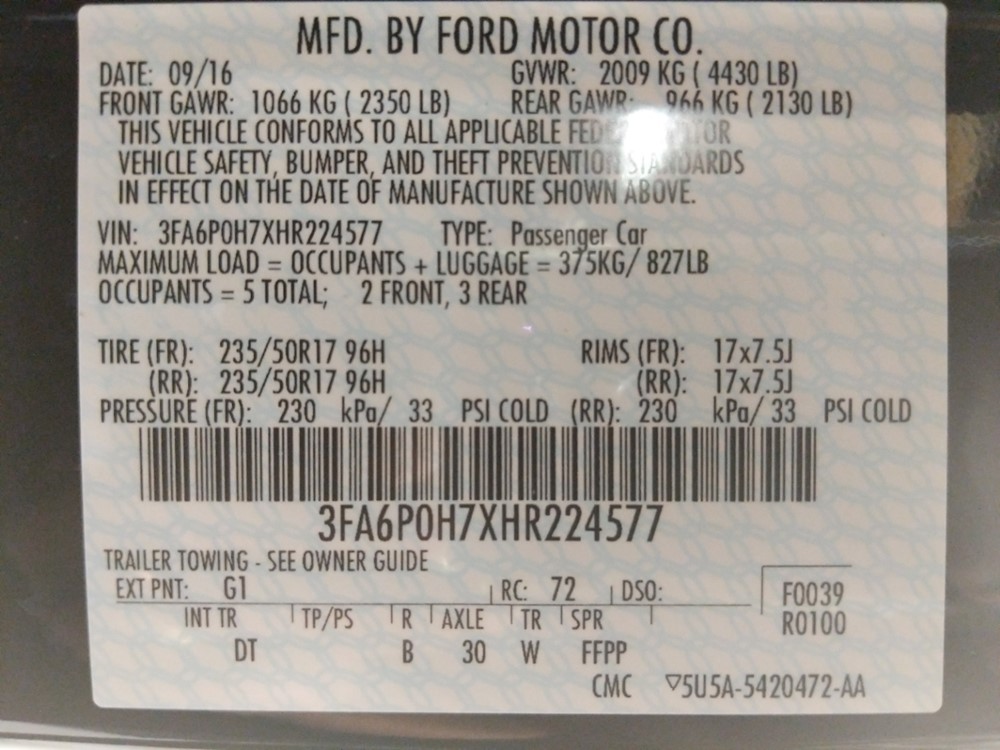 MFD. BY FORD MOTOR CO.
DATE: 09/16 GVWR: 2009 KG ( 4430 LB)
FRONT GAWR: 1066 KG ( 2350 LB) REAR GAWR: 966 KG ( 2130 LB)
THIS VEHICLE CONFORMS TO ALL APPLICABLE
VEHICLE SAFETY, BUMPER, AND THEFT PREVENTION STANDARDS
IN EFFECT ON THE DATE OF MANUFACTURE SHOWN ABOVE.
VIN: 3FA6P0H7XHR224577 TYPE: Passenger Car
MAXIMUM LOAD = OCCUPANTS + LUGGAGE = 375KG/ 827LB
OCCUPANTS = 5 TOTAL; 2 FRONT, 3 REAR
TIRE (FR): 235/50R17 96H RIMS (FR): 17x7.5J
(RR): 235/50R17 96H (RR): 17x7.5J
PRESSURE (FR): 230 kPa/ 33 PSI COLD (RR): 230 kPa/ 33 PSI COLD
3FA6P0H7XHR224577
TRAILER TOWING - SEE OWNER GUIDE
EXT PNT: G1 RC: 72 DSO: F0039
INT TR TP/PS R AXLE TR SPR R0100
DT B 30 W FFPP
CMC ▽5U5A-5420472-AA